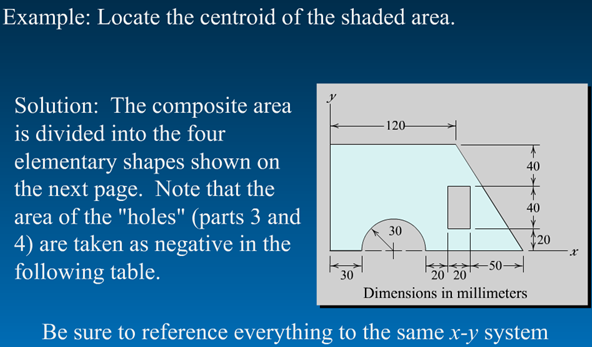 Example: Locate the centroid of the shaded area.
Solution: The composite area
is divided into the four
elementary shapes shown on
the next page. Note that the
area of the "holes" (parts 3 and
4) are taken as negative in the
following table.
y
120
40
40
30
20
x
30
20 20
50
Dimensions in millimeters
Be sure to reference everything to the same x-y system